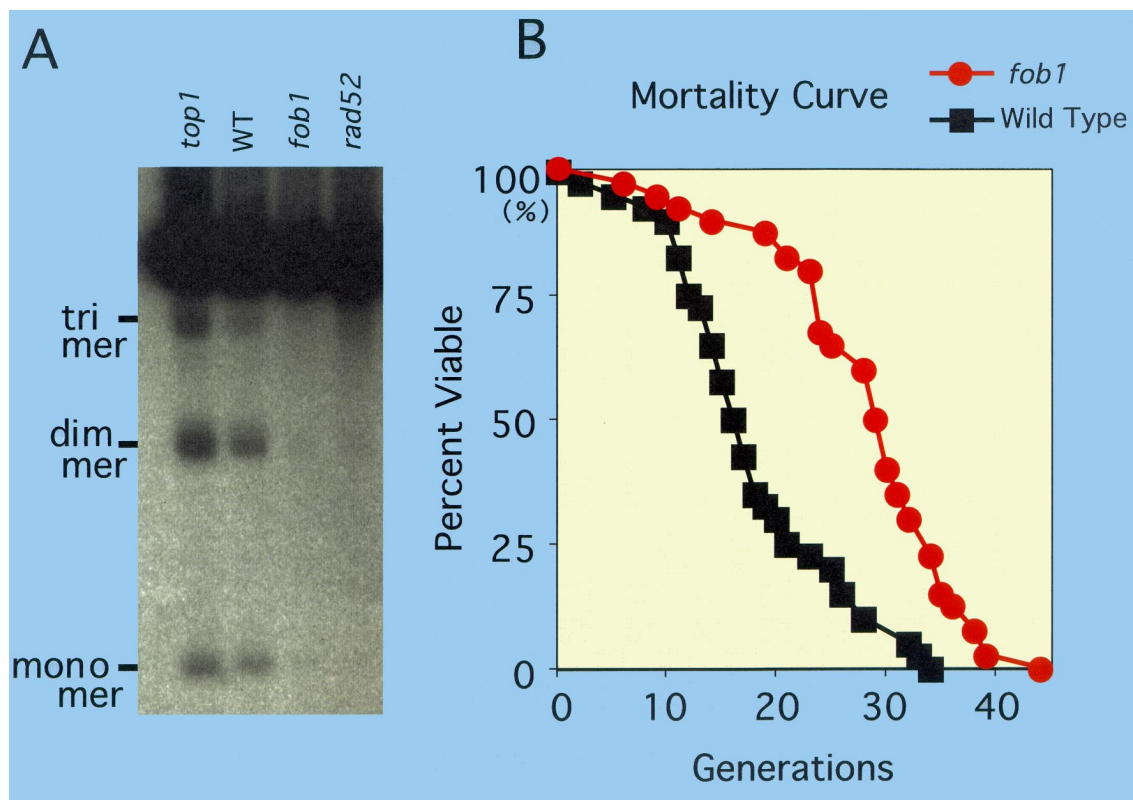 A
top1
WT
fob1
rad52
tri
mer
dim
mer
mono
mer
B
Mortality Curve
fob1
Wild Type
Percent Viable
100
(%)
75
50
25
0
0 10 20 30 40
Generations